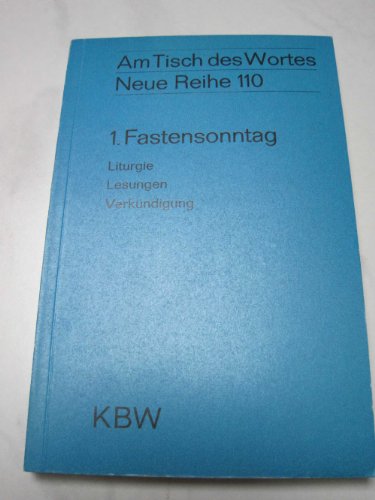 Am Tisch des Wortes
Neue Reihe 110
1. Fastensonntag
Liturgie
Lesungen
Verkündigung
KBW